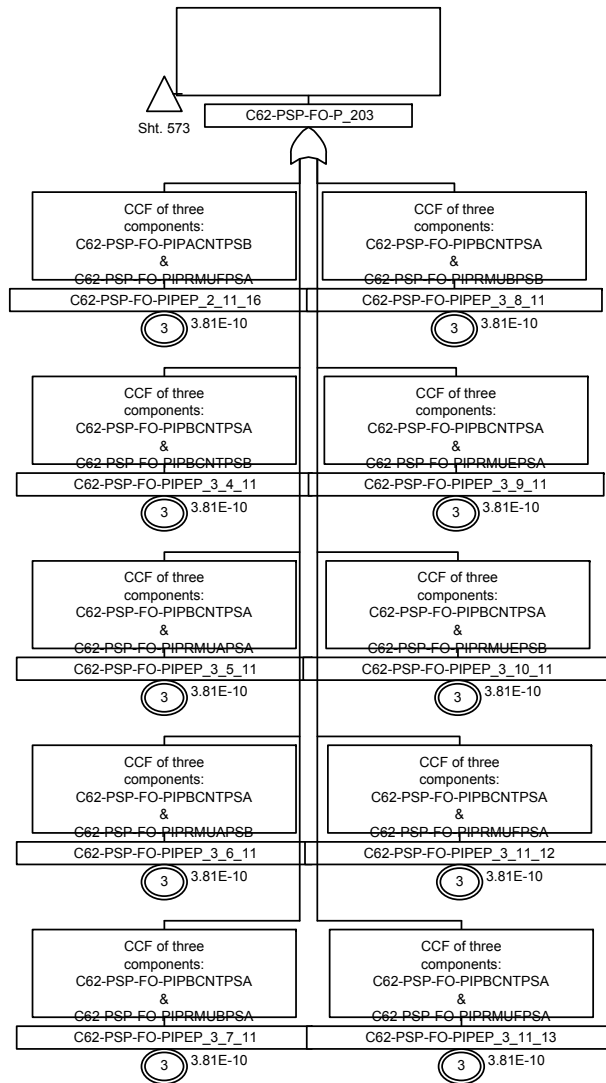 C62-PSP-FO-P_203
Sht. 573
CCF of three
components:
C62-PSP-FO-PIPACNTPSB
&
C62-PSP-FO-PIPRMUFPSA
C62-PSP-FO-PIPEP_2_11_16
3
3.81E-10
CCF of three
components:
C62-PSP-FO-PIPBCNTPSA
&
C62-PSP-FO-PIPRMUBPSB
C62-PSP-FO-PIPEP_3_8_11
3
3.81E-10
CCF of three
components:
C62-PSP-FO-PIPBCNTPSA
&
C62-PSP-FO-PIPBCNTPSB
C62-PSP-FO-PIPEP_3_4_11
3
3.81E-10
CCF of three
components:
C62-PSP-FO-PIPBCNTPSA
&
C62-PSP-FO-PIPRMUEPSA
C62-PSP-FO-PIPEP_3_9_11
3
3.81E-10
CCF of three
components:
C62-PSP-FO-PIPBCNTPSA
&
C62-PSP-FO-PIPRMUAPSA
C62-PSP-FO-PIPEP_3_5_11
3
3.81E-10
CCF of three
components:
C62-PSP-FO-PIPBCNTPSA
&
C62-PSP-FO-PIPRMUEPSB
C62-PSP-FO-PIPEP_3_10_11
3
3.81E-10
CCF of three
components:
C62-PSP-FO-PIPBCNTPSA
&
C62-PSP-FO-PIPRMUAPSB
C62-PSP-FO-PIPEP_3_6_11
3
3.81E-10
CCF of three
components:
C62-PSP-FO-PIPBCNTPSA
&
C62-PSP-FO-PIPRMUFPSA
C62-PSP-FO-PIPEP_3_11_12
3
3.81E-10
CCF of three
components:
C62-PSP-FO-PIPBCNTPSA
&
C62-PSP-FO-PIPRMUBPSA
C62-PSP-FO-PIPEP_3_7_11
3
3.81E-10
CCF of three
components:
C62-PSP-FO-PIPBCNTPSA
&
C62-PSP-FO-PIPRMUFPSA
C62-PSP-FO-PIPEP_3_11_13
3
3.81E-10